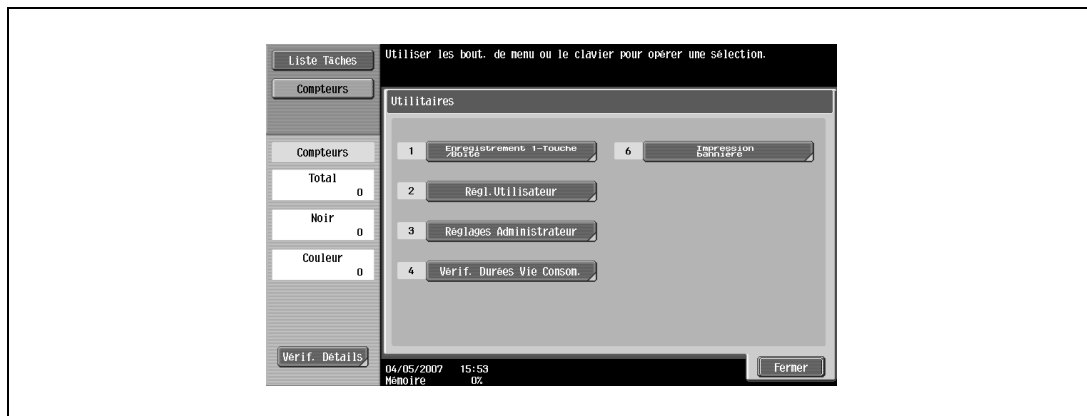 Liste Tâches
Utiliser les bout. de menu ou le clavier pour opérer une sélection.
Compteurs
Utilitaires
1 Enregistrement 1-Touche
/Boîte
6 Impression
bannière
2 Régl.Utilisateur
3 Réglages Administrateur
4 Vérif. Durées Vie Consom.
Compteurs
Total
0
Noir
0
Couleur
0
Vérif. Détails
04/05/2007 15:53
Mémoire 0%
Fermer